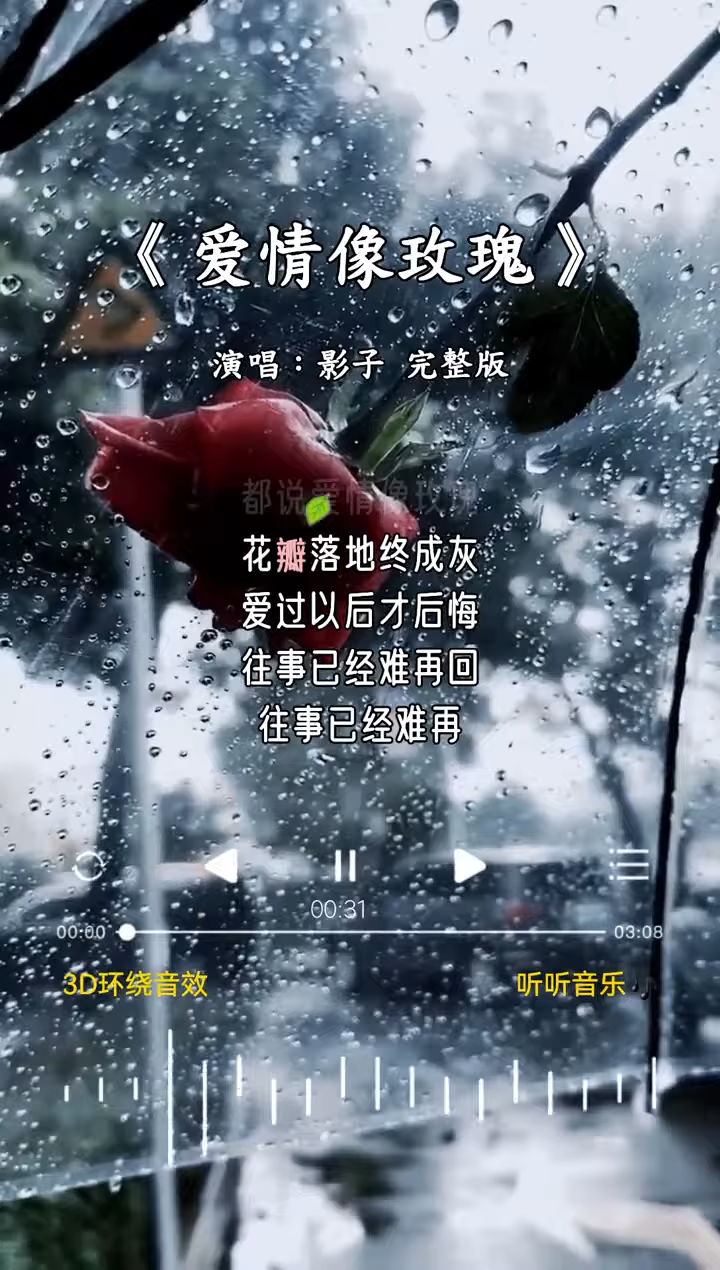 《爱情像玫瑰》
演唱：影子 完整版
都说爱情像玫瑰
花瓣落地终成灰
爱过以后才后悔
往事已经难再回
往事已经难再
00:31
00:00 03:08
3D环绕音效 听听音乐